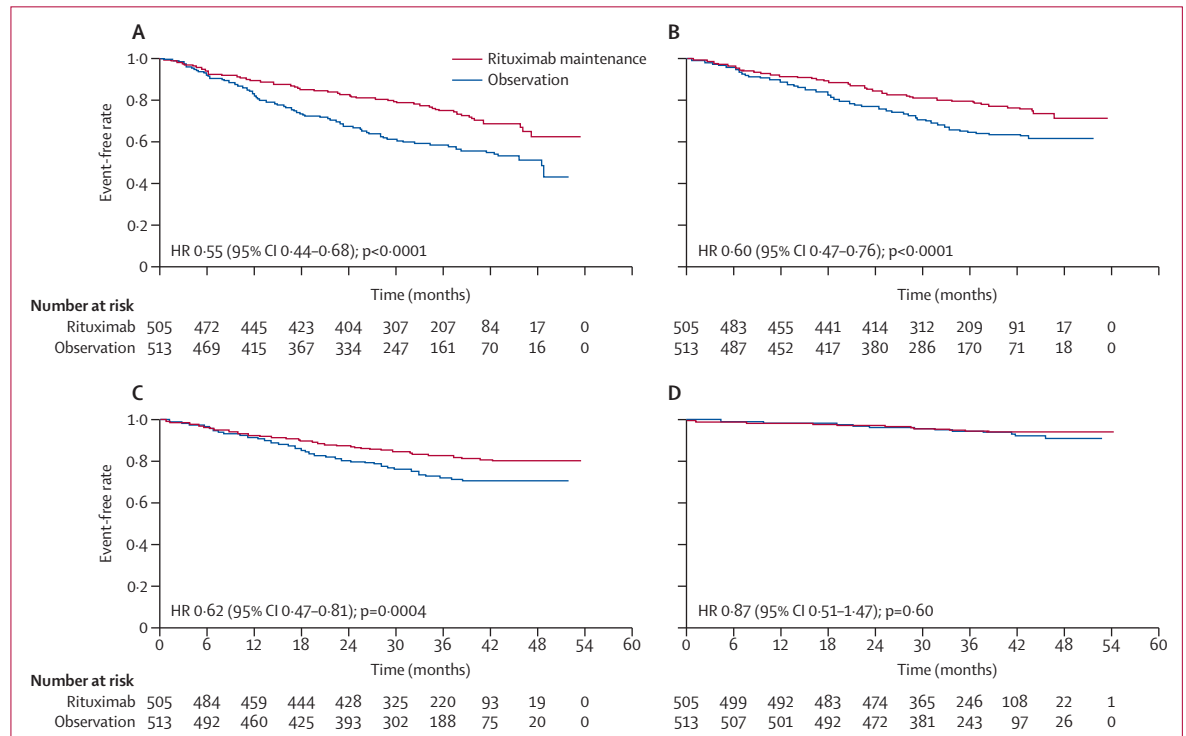 A
Rituximab maintenance
Observation
Event-free rate
1·0
0·8
0·6
0·4
0·2
0
HR 0·55 (95% CI 0·44–0·68); p<0·0001
Time (months)
Number at risk
Rituximab 505 472 445 423 404 307 207 84 17 0
Observation 513 469 415 367 334 247 161 70 16 0
B
HR 0·60 (95% CI 0·47–0·76); p<0·0001
Time (months)
505 483 455 441 414 312 209 91 17 0
513 487 452 417 380 286 170 71 18 0
C
Event-free rate
1·0
0·8
0·6
0·4
0·2
0
HR 0·62 (95% CI 0·47–0·81); p=0·0004
0 6 12 18 24 30 36 42 48 54 60
Time (months)
Number at risk
Rituximab 505 484 459 444 428 325 220 93 19 0
Observation 513 492 460 425 393 302 188 75 20 0
D
HR 0·87 (95% CI 0·51–1·47); p=0·60
0 6 12 18 24 30 36 42 48 54 60
Time (months)
505 499 492 483 474 365 246 108 22 1
513 507 501 492 472 381 243 97 26 0